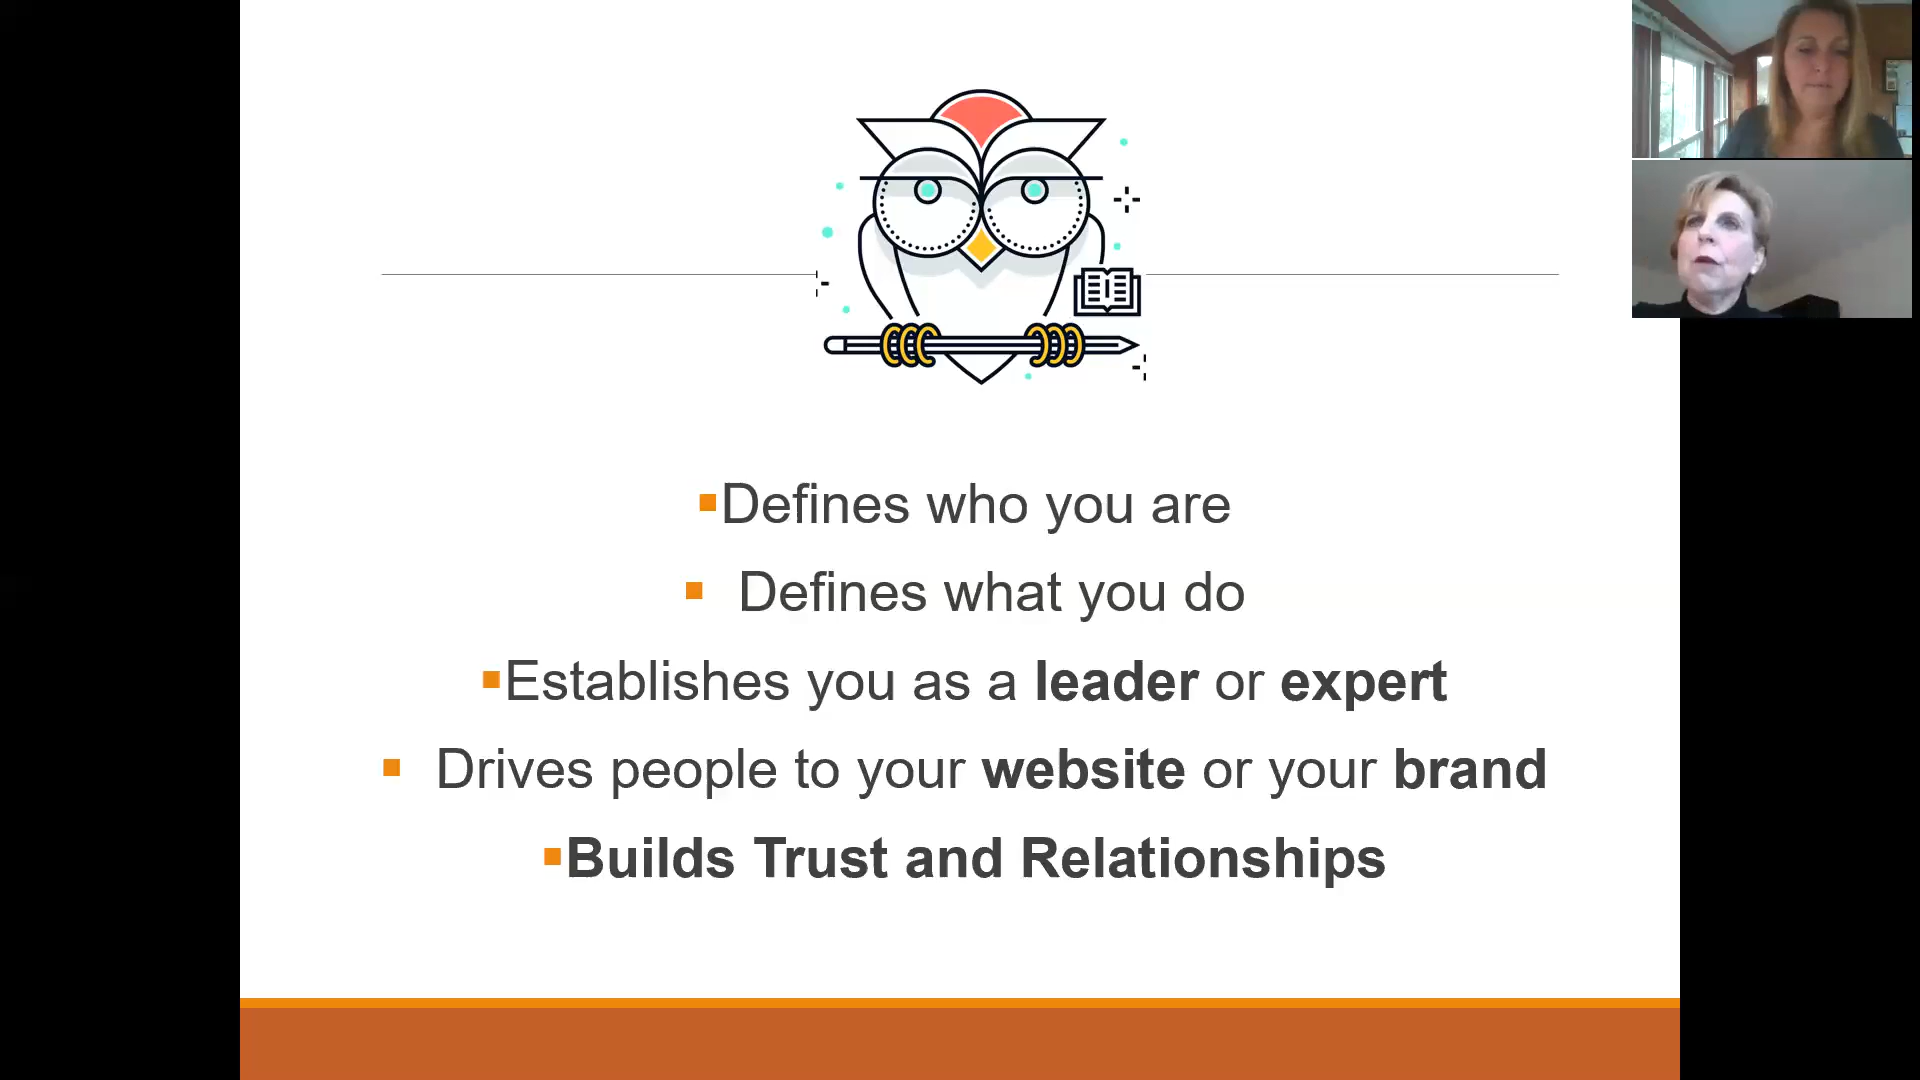 ▪Defines who you are
▪ Defines what you do
▪Establishes you as a leader or expert
▪ Drives people to your website or your brand
▪Builds Trust and Relationships